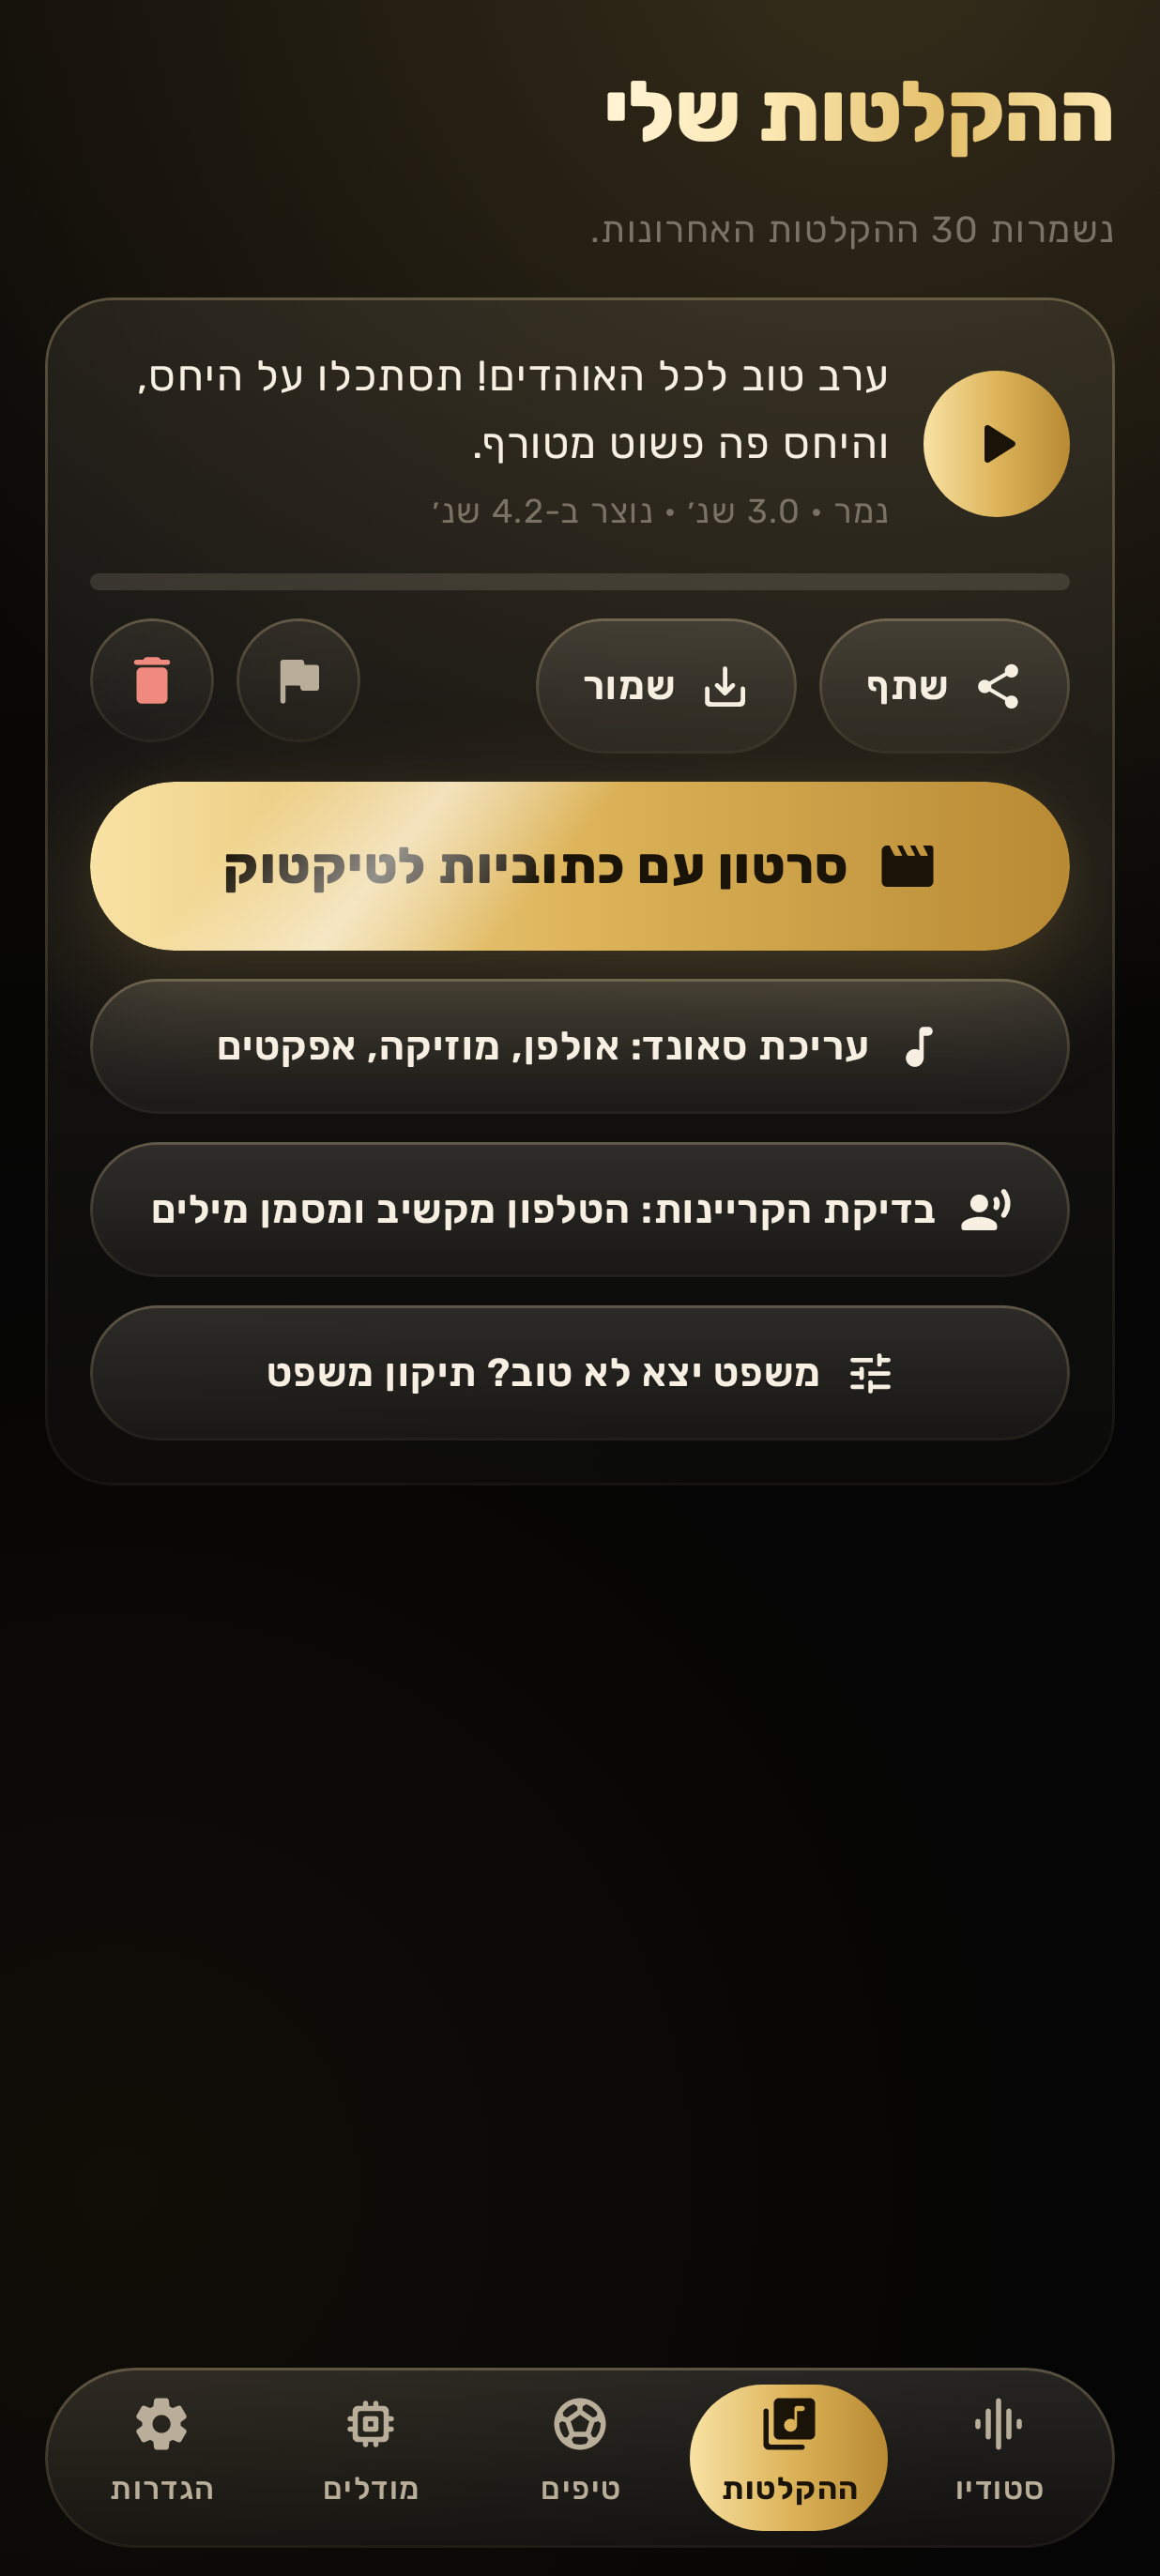 ההקלטות שלי
נשמרות 30 ההקלטות האחרונות.
ערב טוב לכל האוהדים! תסתכלו על היחס,
והיחס פה פשוט מטורף.
נמר • 3.0 שנ׳ • נוצר ב-4.2 שנ׳
שתף
שמור
סרטון עם כתוביות לטיקטוק
עריכת סאונד: אולפן, מוזיקה, אפקטים
בדיקת הקריינות: הטלפון מקשיב ומסמן מילים
משפט יצא לא טוב? תיקון משפט
סטודיו
ההקלטות
טיפים
מודלים
הגדרות